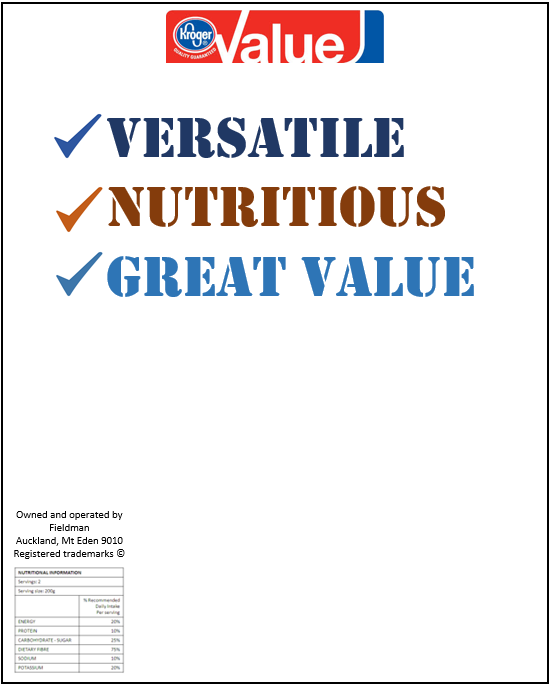 Kroger
QUALITY GUARANTEED
Value
VERSATILE
NUTRITIOUS
GREAT VALUE
Owned and operated by
Fieldman
Auckland, Mt Eden 9010
Registered trademarks ©
NUTRITIONAL INFORMATION
Servings: 2
Serving size: 200g
% Recommended
Daily Intake
Per serving
ENERGY 20%
PROTEIN 10%
CARBOHYDRATE - SUGAR 25%
DIETARY FIBRE 75%
SODIUM 10%
POTASSIUM 20%